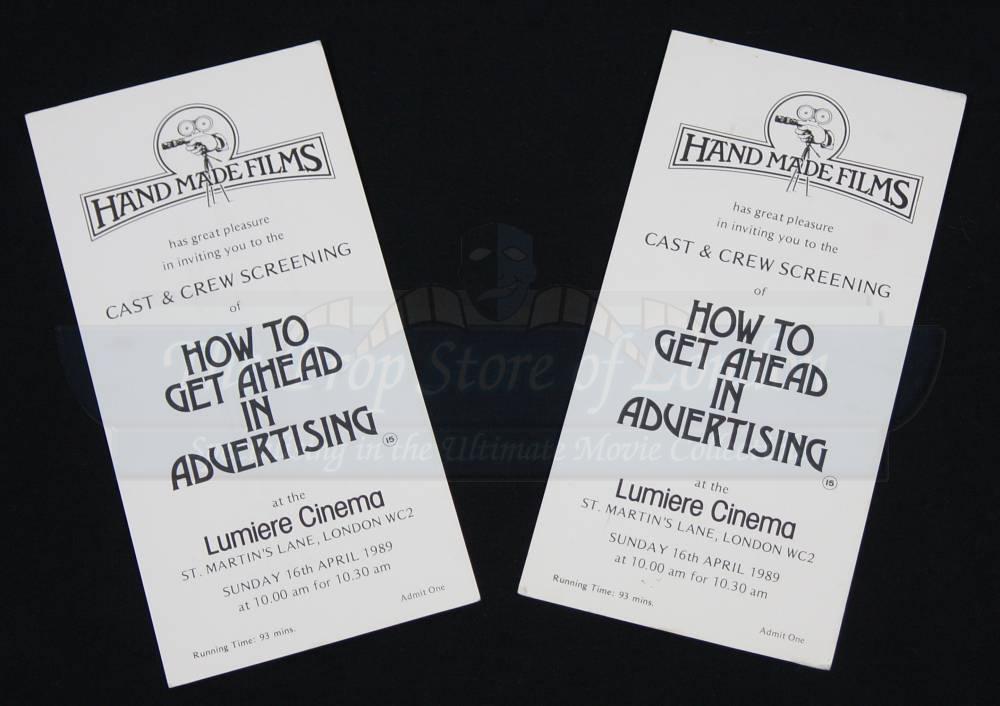 HAND MADE FILMS
has great pleasure
in inviting you to the
CAST & CREW SCREENING
of
HOW TO
GET AHEAD
IN
ADVERTISING 15
at the
Lumiere Cinema
ST. MARTIN'S LANE, LONDON WC2
SUNDAY 16th APRIL 1989
at 10.00 am for 10.30 am
Admit One
Running Time: 93 mins.
HAND MADE FILMS
has great pleasure
in inviting you to the
CAST & CREW SCREENING
of
HOW TO
GET AHEAD
IN
ADVERTISING 15
at the
Lumiere Cinema
ST. MARTIN'S LANE, LONDON WC2
SUNDAY 16th APRIL 1989
at 10.00 am for 10.30 am
Running Time: 93 mins.
Admit One
The Prop Store of London
in the Ultimate Movie